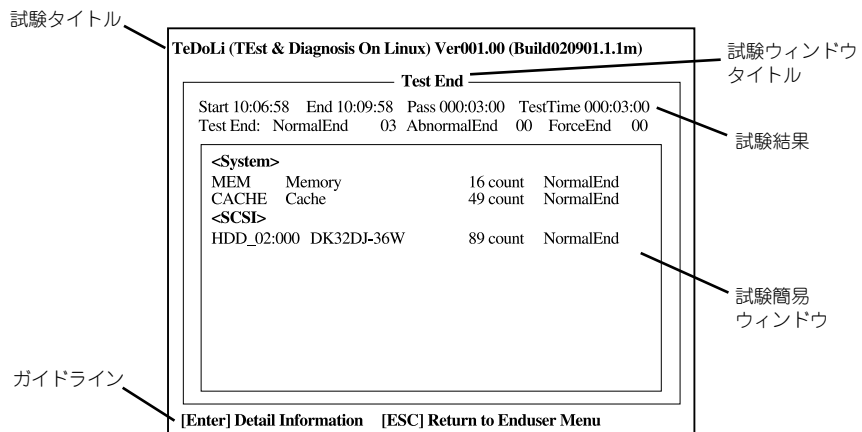 試験タイトル
TeDoLi (TEst & Diagnosis On Linux) Ver001.00 (Build020901.1.1m)
試験ウィンドウ
タイトル
Test End
Start 10:06:58 End 10:09:58 Pass 000:03:00 TestTime 000:03:00
Test End: NormalEnd 03 AbnormalEnd 00 ForceEnd 00
試験結果
<System>
MEM Memory 16 count NormalEnd
CACHE Cache 49 count NormalEnd
<SCSI>
HDD_02:000 DK32DJ-36W 89 count NormalEnd
試験簡易
ウィンドウ
ガイドライン
[Enter] Detail Information [ESC] Return to Enduser Menu